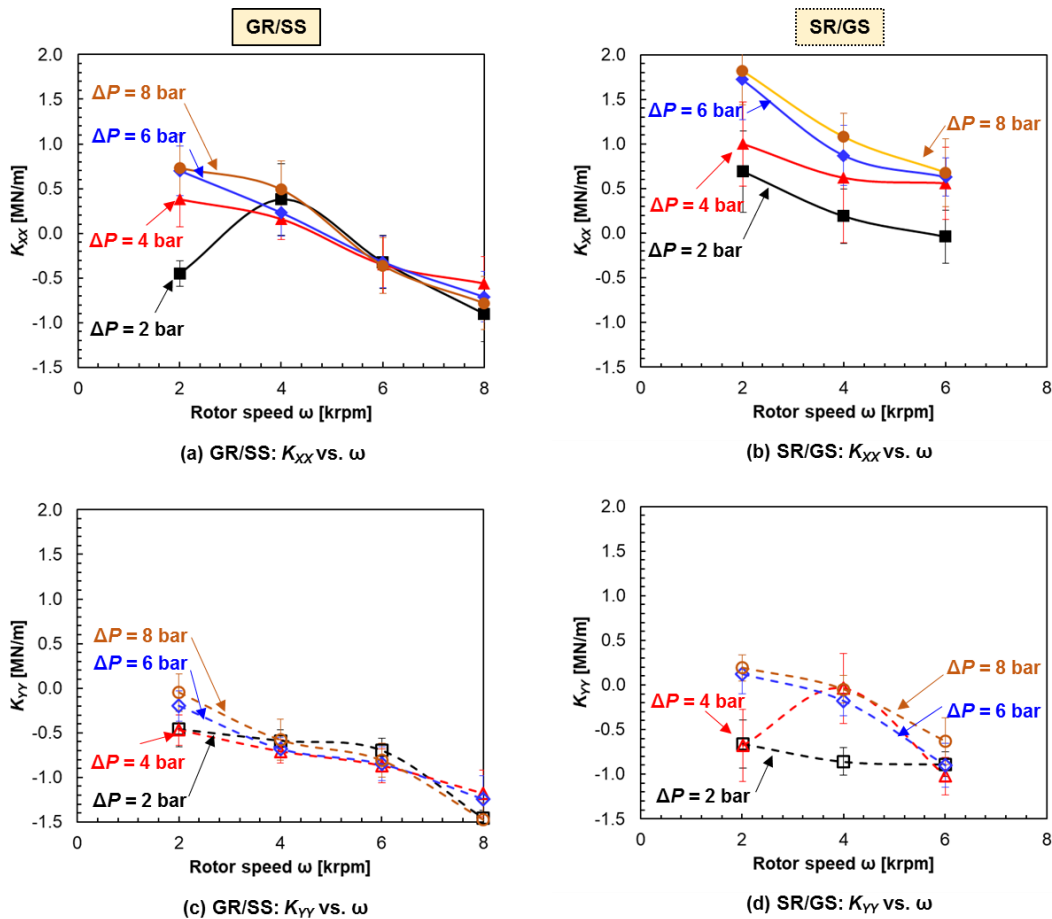 GR/SS
SR/GS
2.0
1.5
1.0
0.5
0.0
-0.5
-1.0
-1.5
K_XX [MN/m]
ΔP = 8 bar
ΔP = 6 bar
ΔP = 4 bar
ΔP = 2 bar
0 2 4 6 8
Rotor speed ω [krpm]
(a) GR/SS: K_XX vs. ω
2.0
1.5
1.0
0.5
0.0
-0.5
-1.0
-1.5
K_XX [MN/m]
ΔP = 6 bar
ΔP = 8 bar
ΔP = 4 bar
ΔP = 2 bar
0 2 4 6 8
Rotor speed ω [krpm]
(b) SR/GS: K_XX vs. ω
2.0
1.5
1.0
0.5
0.0
-0.5
-1.0
-1.5
K_YY [MN/m]
ΔP = 8 bar
ΔP = 6 bar
ΔP = 4 bar
ΔP = 2 bar
0 2 4 6 8
Rotor speed ω [krpm]
(c) GR/SS: K_YY vs. ω
2.0
1.5
1.0
0.5
0.0
-0.5
-1.0
-1.5
K_YY [MN/m]
ΔP = 8 bar
ΔP = 4 bar
ΔP = 6 bar
ΔP = 2 bar
0 2 4 6 8
Rotor speed ω [krpm]
(d) SR/GS: K_YY vs. ω